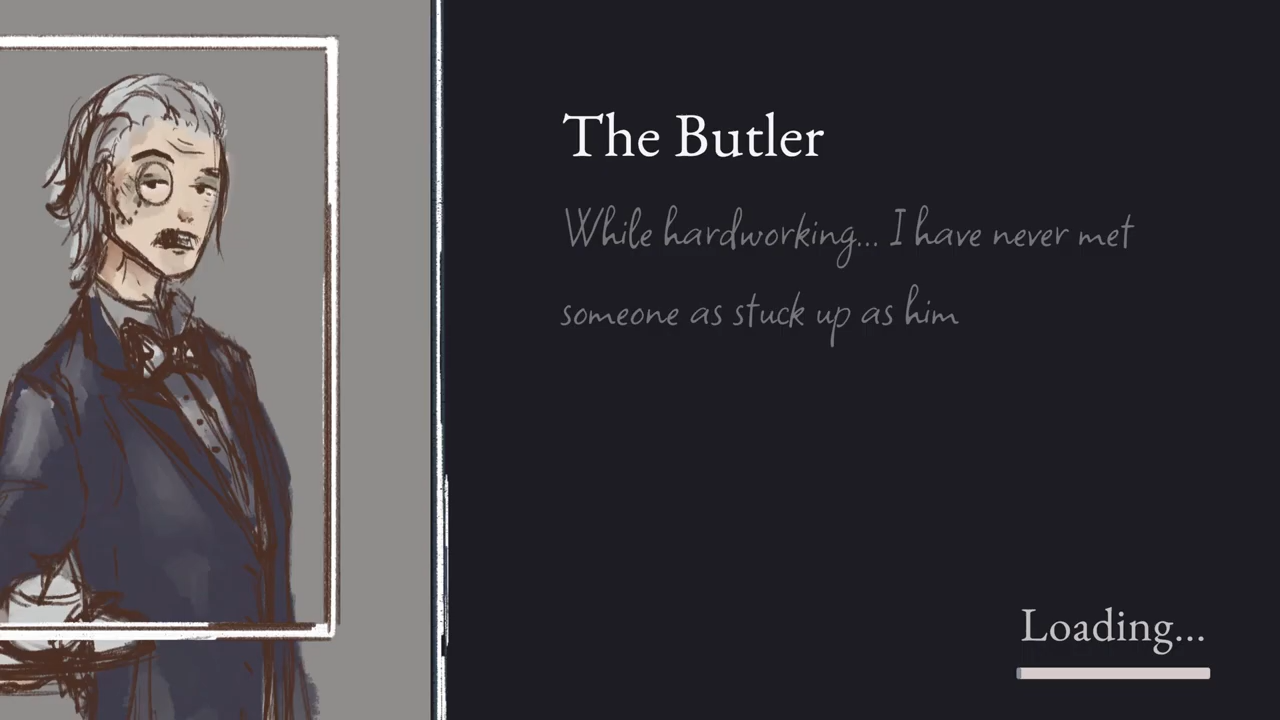 The Butler
While hardworking... I have never met
someone as stuck up as him
Loading...